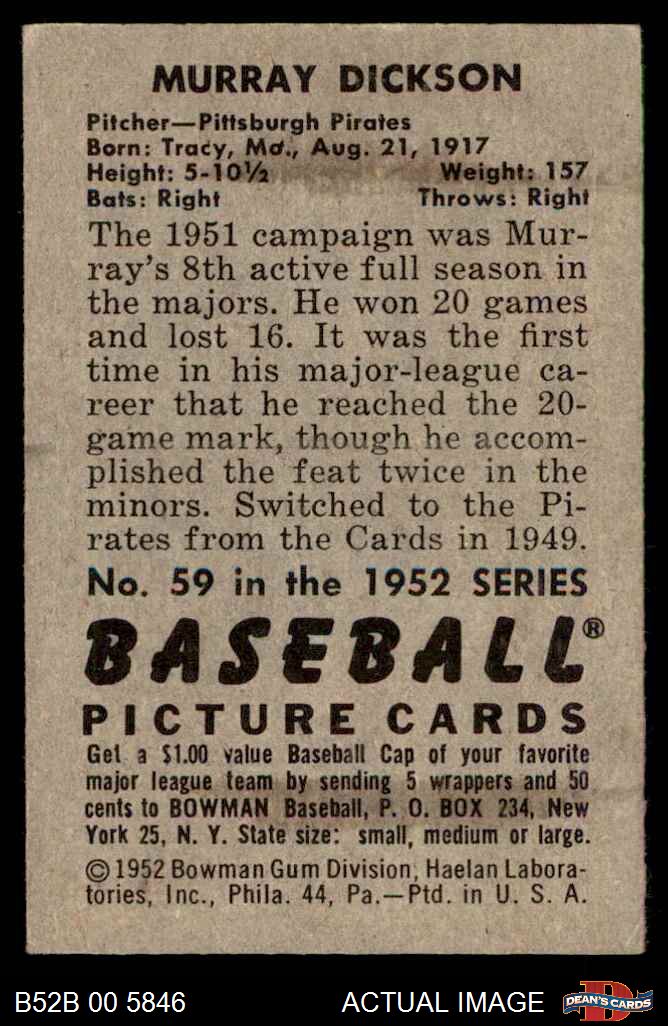 MURRAY DICKSON
Pitcher—Pittsburgh Pirates
Born: Tracy, Mo., Aug. 21, 1917
Height: 5-10½ Weight: 157
Bats: Right Throws: Right
The 1951 campaign was Mur-
ray's 8th active full season in
the majors. He won 20 games
and lost 16. It was the first
time in his major-league ca-
reer that he reached the 20-
game mark, though he accom-
plished the feat twice in the
minors. Switched to the Pi-
rates from the Cards in 1949.
No. 59 in the 1952 SERIES
BASEBALL®
PICTURE CARDS
Get a $1.00 value Baseball Cap of your favorite
major league team by sending 5 wrappers and 50
cents to BOWMAN Baseball, P. O. BOX 234, New
York 25, N. Y. State size: small, medium or large.
© 1952 Bowman Gum Division, Haelan Labora-
tories, Inc., Phila. 44, Pa.—Ptd. in U. S. A.
B52B 00 5846 ACTUAL IMAGE DEAN'S CARDS